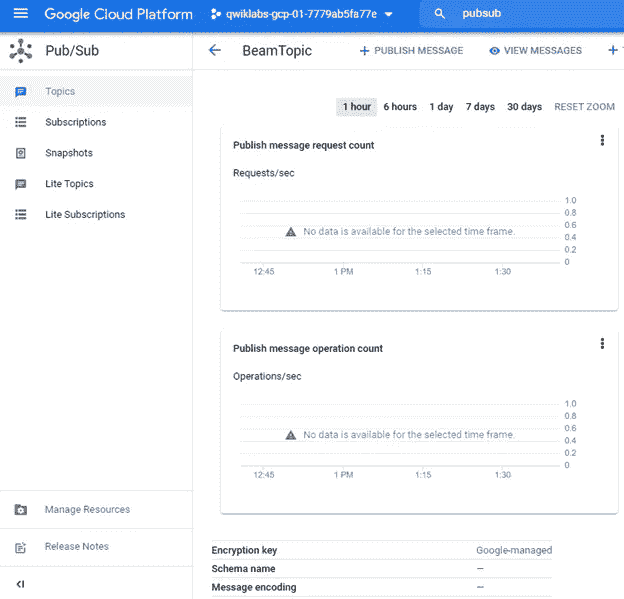 Google Cloud Platform qwiklabs-gcp-01-7779ab5fa77e pubsub
Pub/Sub
BeamTopic + PUBLISH MESSAGE VIEW MESSAGES +
Topics
Subscriptions
Snapshots
Lite Topics
Lite Subscriptions
1 hour 6 hours 1 day 7 days 30 days RESET ZOOM
Publish message request count
Requests/sec
1.0
0.8
0.6
No data is available for the selected time frame.
0.4
0.2
0
12:45 1 PM 1:15 1:30
Publish message operation count
Operations/sec
1.0
0.8
0.6
No data is available for the selected time frame.
0.4
0.2
0
12:45 1 PM 1:15 1:30
Manage Resources
Release Notes
Encryption key Google-managed
Schema name —
Message encoding --